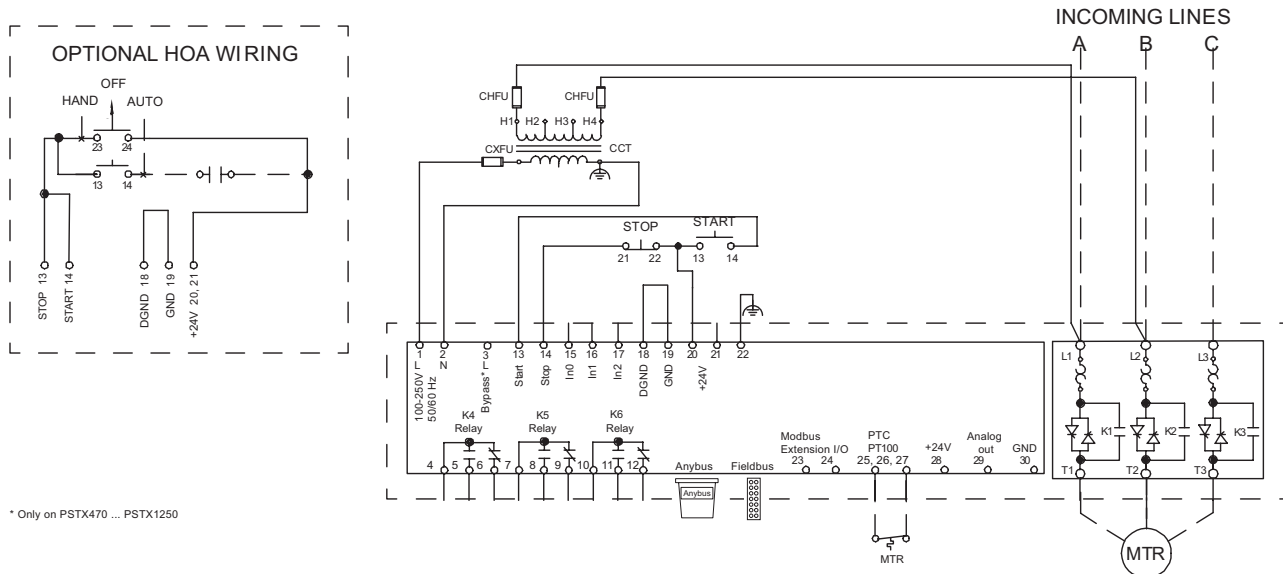 INCOMING LINES
A B C
OPTIONAL HOA WIRING
OFF
HAND AUTO
23 24
13 14
STOP 13
START 14
DGND 18
GND 19
+24V 20, 21
CHFU CHFU
H1 H2 H3 H4
CXFU CCT
STOP START
21 22 13 14
1 2 3 13 14 15 16 17 18 19 20 21 22
100-250V L
50/60 Hz
N
Bypass* L
Start
Stop
In0
In1
In2
DGND
GND
+24V
K4
Relay
K5
Relay
K6
Relay
4 5 6 7 8 9 10 11 12
Anybus
Anybus
Fieldbus
Modbus
Extension I/O
23 24
PTC
PT100
25, 26, 27
+24V
28
Analog
out
29
GND
30
MTR
L1 L2 L3
K1 K2 K3
T1 T2 T3
MTR
* Only on PSTX470 ... PSTX1250